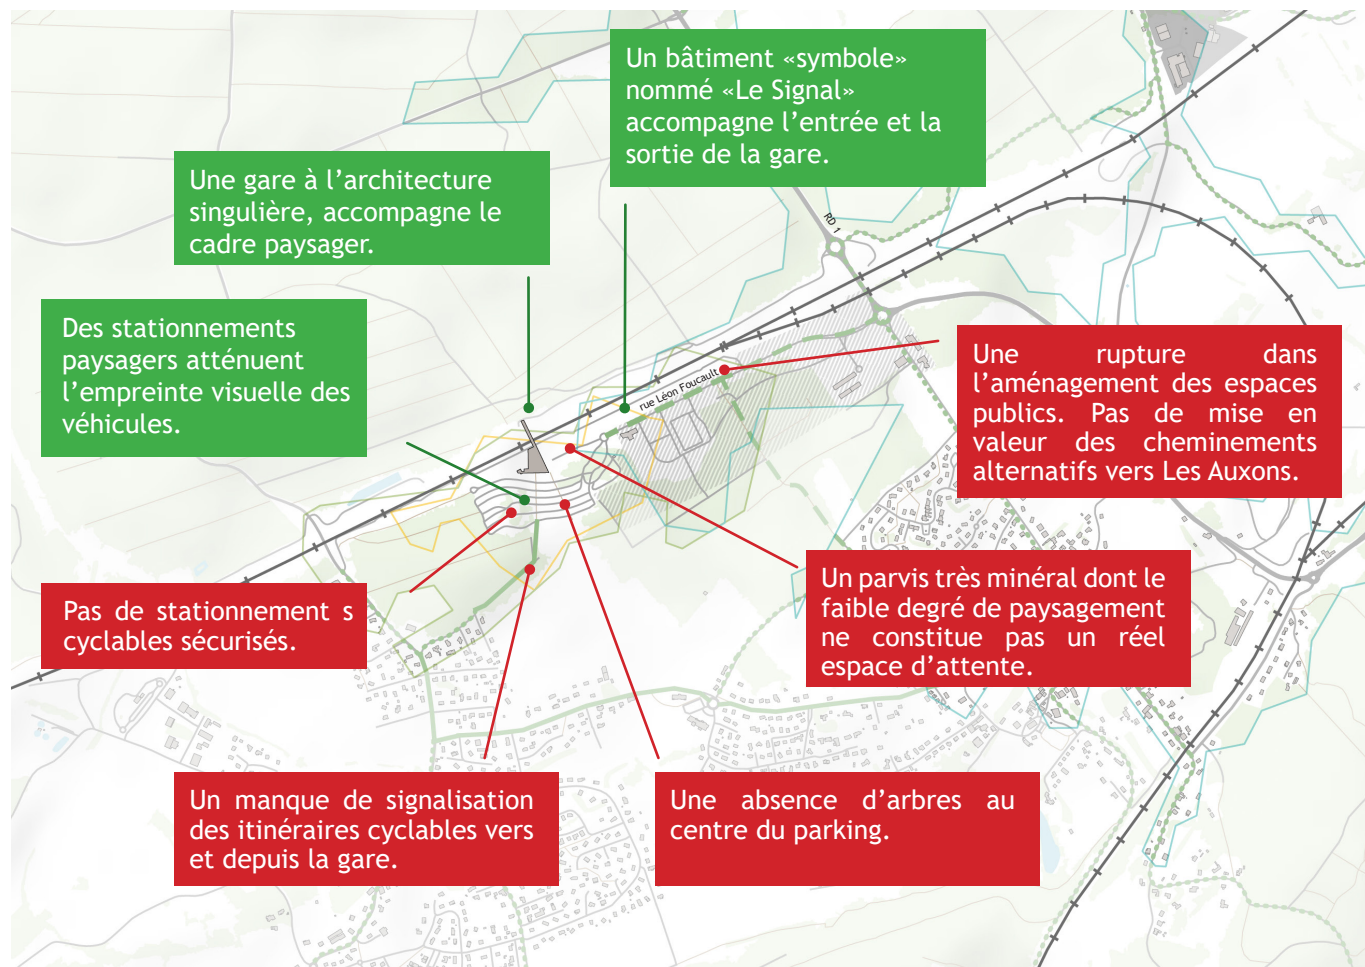 Un bâtiment «symbole»
nommé «Le Signal»
accompagne l’entrée et la
sortie de la gare.
Une gare à l’architecture
singulière, accompagne le
cadre paysager.
RD 1
Des stationnements
paysagers atténuent
l’empreinte visuelle des
véhicules.
rue Léon Foucault
Une rupture dans
l’aménagement des espaces
publics. Pas de mise en
valeur des cheminements
alternatifs vers Les Auxons.
Pas de stationnement s
cyclables sécurisés.
Un parvis très minéral dont le
faible degré de paysagement
ne constitue pas un réel
espace d’attente.
Un manque de signalisation
des itinéraires cyclables vers
et depuis la gare.
Une absence d’arbres au
centre du parking.